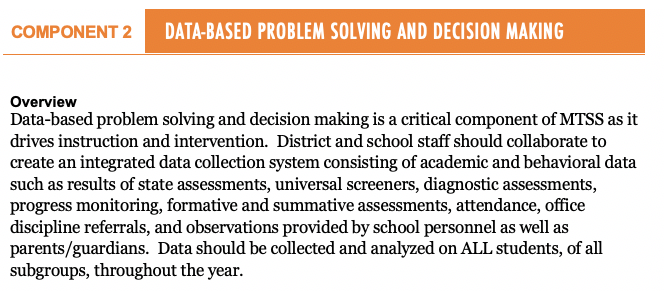 COMPONENT 2 DATA-BASED PROBLEM SOLVING AND DECISION MAKING
Overview
Data-based problem solving and decision making is a critical component of MTSS as it
drives instruction and intervention.  District and school staff should collaborate to
create an integrated data collection system consisting of academic and behavioral data
such as results of state assessments, universal screeners, diagnostic assessments,
progress monitoring, formative and summative assessments, attendance, office
discipline referrals, and observations provided by school personnel as well as
parents/guardians.  Data should be collected and analyzed on ALL students, of all
subgroups, throughout the year.